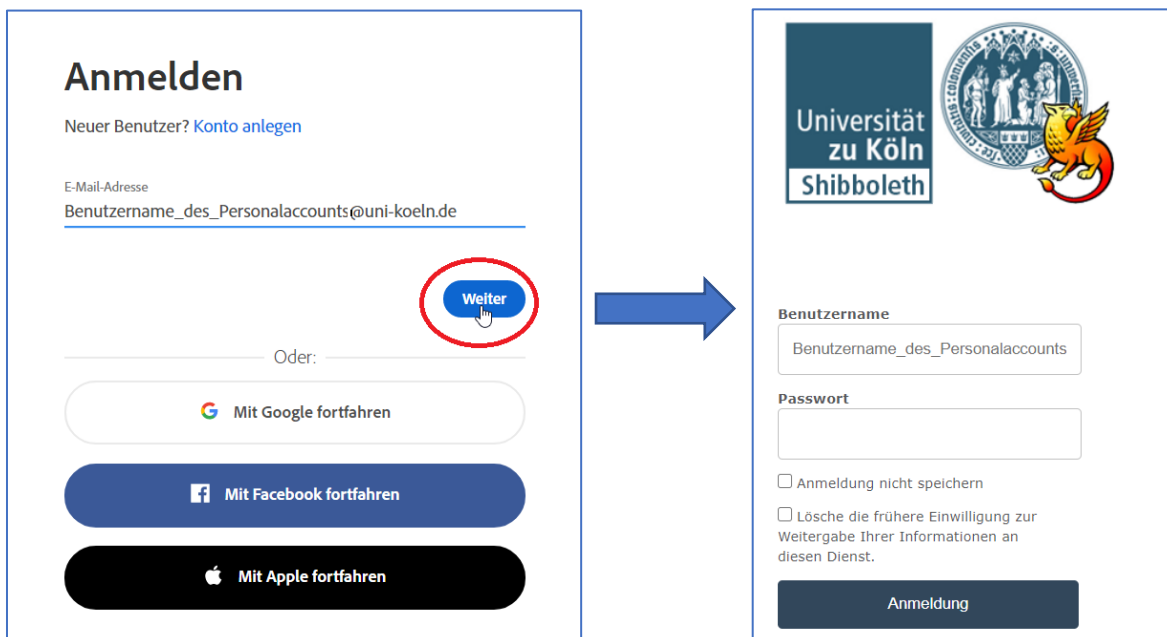 Anmelden
Neuer Benutzer? Konto anlegen
E-Mail-Adresse
Benutzername_des_Personalaccounts@uni-koeln.de
Weiter
Oder:
Mit Google fortfahren
Mit Facebook fortfahren
Mit Apple fortfahren
Universität
zu Köln
Shibboleth
Benutzername
Benutzername_des_Personalaccounts
Passwort
Anmeldung nicht speichern
Lösche die frühere Einwilligung zur
Weitergabe Ihrer Informationen an
diesen Dienst.
Anmeldung